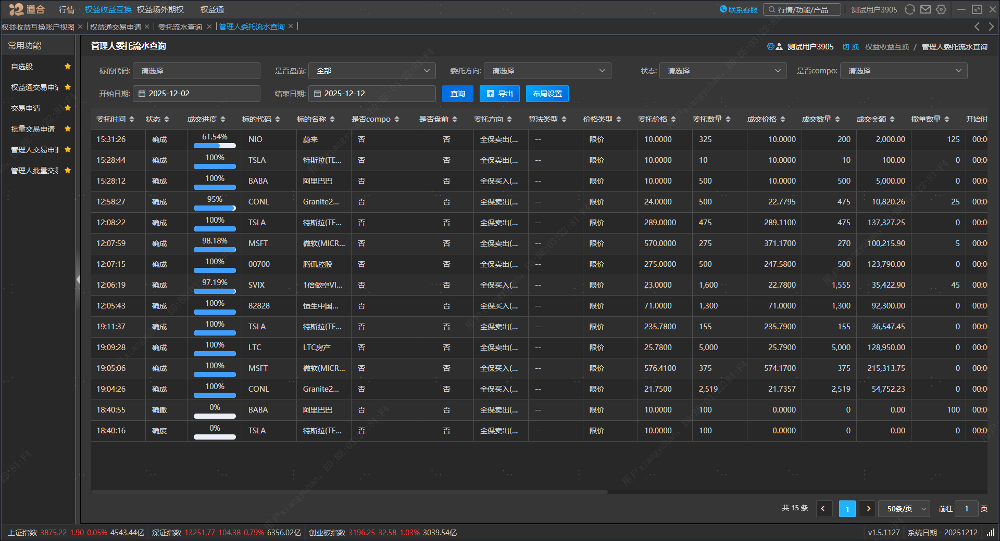 道合 行情 权益收益互换 权益场外期权 权益通 联系客服 行情/功能/产品 测试用户3905
权益收益互换账户视图 × 权益通交易申请 × 委托流水查询 × 管理人委托流水查询 ×
常用功能
自选股
权益通交易申请
交易申请
批量交易申请
管理人交易申请
管理人批量交易
管理人委托流水查询 测试用户3905 切换 权益收益互换 / 管理人委托流水查询
标的代码: 请选择 是否盘前: 全部 委托方向: 请选择 状态: 请选择 是否compo: 请选择
开始日期: 2025-12-02 结束日期: 2025-12-12 查询 导出 布局设置
委托时间 状态 成交进度 标的代码 标的名称 是否compo 是否盘前 委托方向 算法类型 价格类型 委托价格 委托数量 成交价格 成交数量 成交金额 撤单数量 开始时
15:31:26 确成 61.54% NIO 蔚来 否 否 全保卖出(... -- 限价 10.0000 325 10.0000 200 2,000.00 125 00:0
15:28:44 确成 100% TSLA 特斯拉(TE... 否 否 全保卖出(... -- 限价 10.0000 10 10.0000 10 100.00 0 00:0
15:28:12 确成 100% BABA 阿里巴巴 否 否 全保买入(... -- 限价 10.0000 500 10.0000 500 5,000.00 0 00:0
12:58:27 确成 95% CONL Granite2... 否 否 全保卖出(... -- 限价 24.0000 500 22.7795 475 10,820.26 25 00:0
12:08:22 确成 100% TSLA 特斯拉(TE... 否 否 全保卖出(... -- 限价 289.0000 475 289.1100 475 137,327.25 0 00:0
12:07:59 确成 98.18% MSFT 微软(MICR... 否 否 全保卖出(... -- 限价 570.0000 275 371.1700 270 100,215.90 5 00:0
12:07:15 确成 100% 00700 腾讯控股 否 否 全保卖出(... -- 限价 275.0000 500 247.5800 500 123,790.00 0 00:0
12:06:19 确成 97.19% SVIX 1倍做空VI... 否 否 全保买入(... -- 限价 23.0000 1,600 22.7800 1,555 35,422.90 45 00:0
12:05:43 确成 100% 82828 恒生中国... 否 否 全保买入(... -- 限价 71.0000 1,300 71.0000 1,300 92,300.00 0 00:0
19:11:37 确成 100% TSLA 特斯拉(TE... 否 否 全保卖出(... -- 限价 235.7800 155 235.7900 155 36,547.45 0 00:0
19:09:28 确成 100% LTC LTC房产 否 否 全保卖出(... -- 限价 25.7800 5,000 25.7900 5,000 128,950.00 0 00:0
19:05:06 确成 100% MSFT 微软(MICR... 否 否 全保买入(... -- 限价 576.4100 375 574.1700 375 215,313.75 0 00:0
19:04:26 确成 100% CONL Granite2... 否 否 全保买入(... -- 限价 21.7500 2,519 21.7357 2,519 54,752.23 0 00:0
18:40:55 确撤 0% BABA 阿里巴巴 否 否 全保卖出(... -- 限价 10.0000 100 0.0000 0 0.00 100 00:0
18:40:16 确废 0% TSLA 特斯拉(TE... 否 否 全保卖出(... -- 限价 10.0000 100 0.0000 0 0.00 0 00:0
共 15 条 1 50条/页 前往 1 页
上证指数 3875.22 1.90 0.05% 4543.44亿 深证指数 13251.77 104.38 0.79% 6356.02亿 创业板指数 3196.25 32.58 1.03% 3039.54亿 v1.5.1127 系统日期 - 20251212
用户xiangyuhan, E0:BE:03:22:81:F4